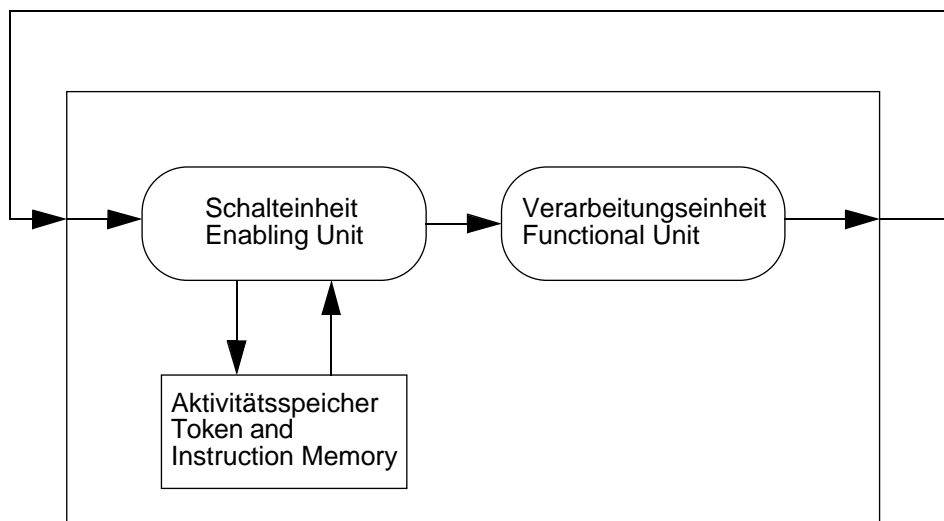 Schalteinheit
Enabling Unit
Verarbeitungseinheit
Functional Unit
Aktivitätsspeicher
Token and
Instruction Memory